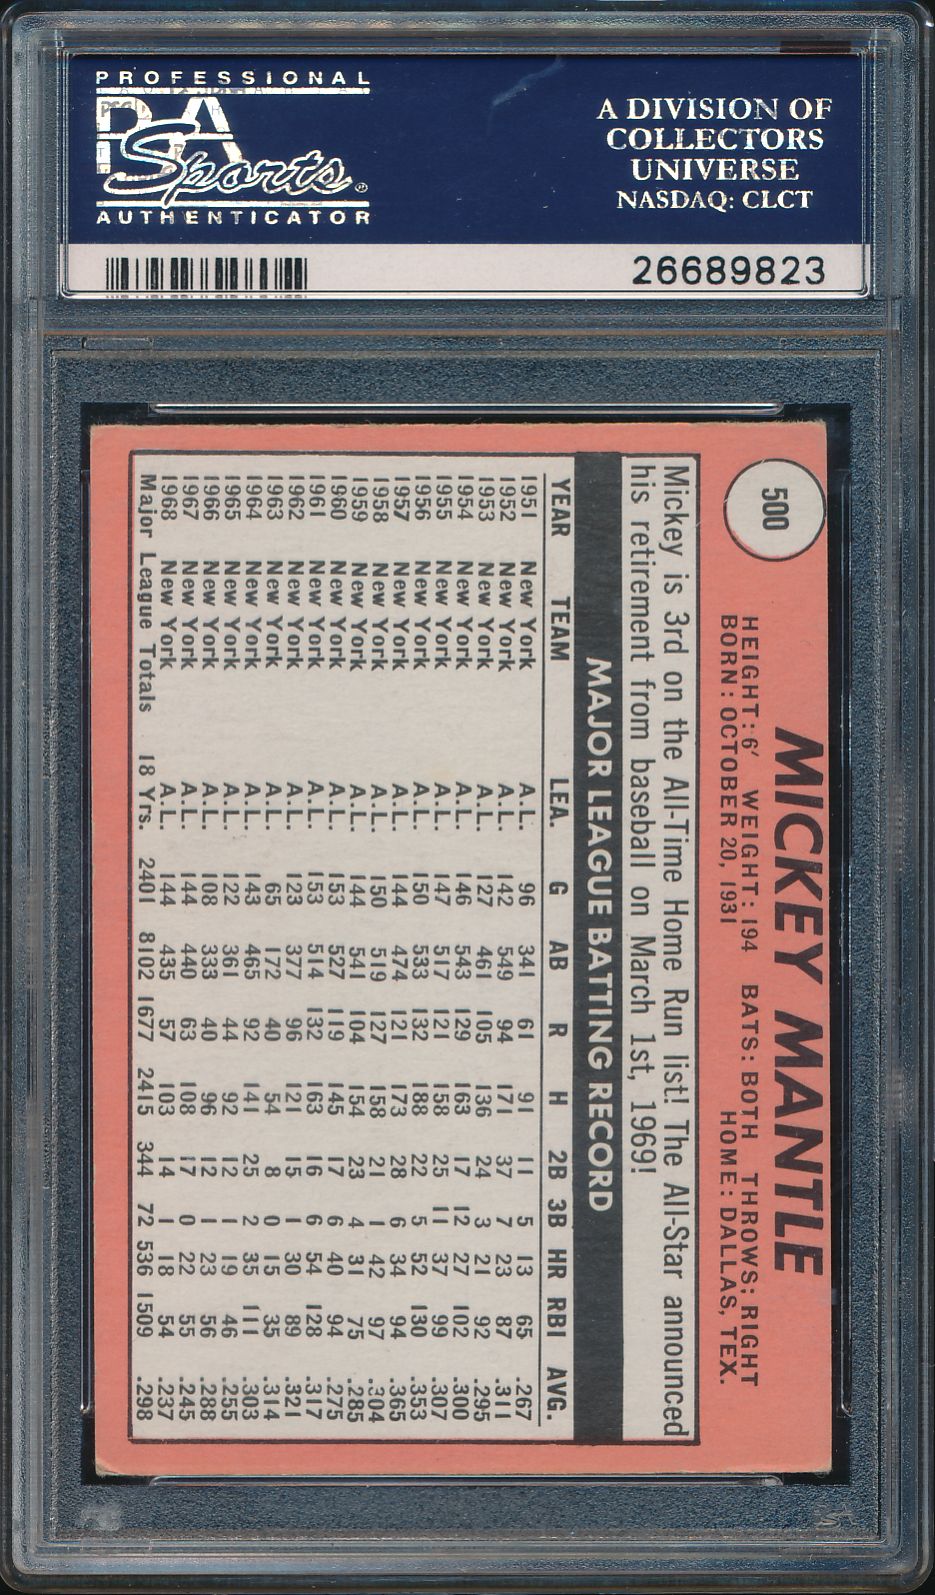 PROFESSIONAL
PSA
Sports
AUTHENTICATOR
A DIVISION OF
COLLECTORS
UNIVERSE
NASDAQ: CLCT
26689823
500
MICKEY MANTLE
HEIGHT: 6' WEIGHT: 194 BATS: BOTH THROWS: RIGHT
BORN: OCTOBER 20, 1931 HOME: DALLAS, TEX.
Mickey is 3rd on the All-Time Home Run list! The All-Star announced
his retirement from baseball on March 1st, 1969!
MAJOR LEAGUE BATTING RECORD
YEAR TEAM LEA. G AB R H 2B 3B HR RBI AVG.
1951 New York A.L. 96 341 61 91 11 5 13 65 .267
1952 New York A.L. 142 549 94 171 37 7 23 87 .311
1953 New York A.L. 127 461 105 136 24 3 21 92 .295
1954 New York A.L. 146 543 129 163 17 12 27 102 .300
1955 New York A.L. 147 517 121 158 25 11 37 99 .307
1956 New York A.L. 150 533 132 188 22 5 52 130 .353
1957 New York A.L. 144 474 121 173 28 6 34 94 .365
1958 New York A.L. 150 519 127 158 21 1 42 97 .304
1959 New York A.L. 144 541 104 154 23 4 31 75 .285
1960 New York A.L. 153 527 119 145 17 6 40 94 .275
1961 New York A.L. 153 514 132 163 16 6 54 128 .317
1962 New York A.L. 123 377 96 121 15 1 30 89 .321
1963 New York A.L. 65 172 40 54 8 0 15 35 .314
1964 New York A.L. 143 465 92 141 25 2 35 111 .303
1965 New York A.L. 122 361 44 92 12 1 19 46 .255
1966 New York A.L. 108 333 40 96 12 1 23 56 .288
1967 New York A.L. 144 440 63 108 17 0 22 55 .245
1968 New York A.L. 144 435 57 103 14 1 18 54 .237
Major League Totals 18 Yrs. 2401 8102 1677 2415 344 72 536 1509 .298